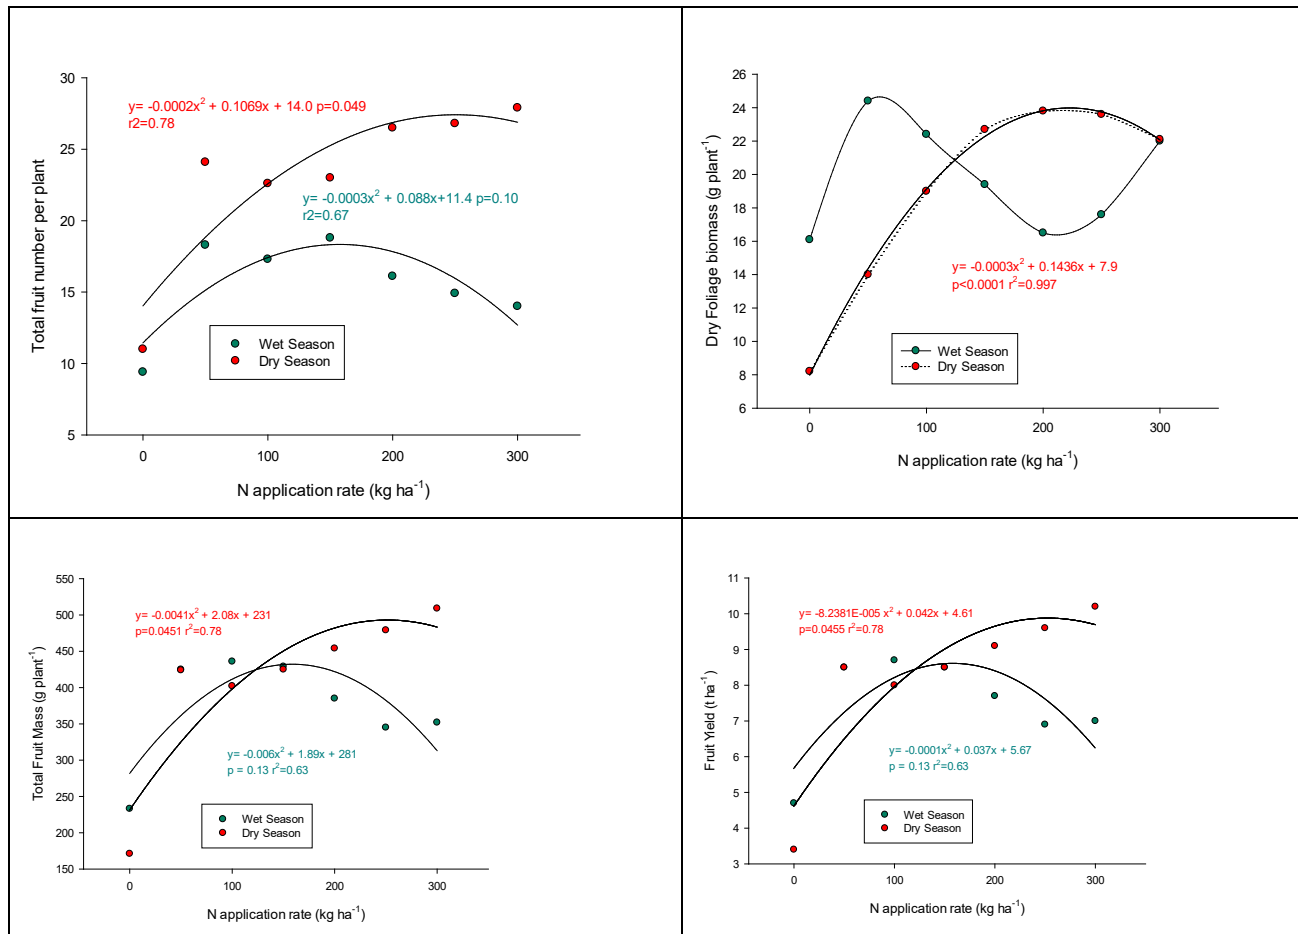 30
25
20
15
10
5
Total fruit number per plant
y= -0.0002x² + 0.1069x + 14.0 p=0.049
r2=0.78
y= -0.0003x² + 0.088x+11.4 p=0.10
r2=0.67
Wet Season
Dry Season
0 100 200 300
N application rate (kg ha⁻¹)
26
24
22
20
18
16
14
12
10
8
6
Dry Foliage biomass (g plant⁻¹)
y= -0.0003x² + 0.1436x + 7.9
p<0.0001 r²=0.997
Wet Season
Dry Season
0 100 200 300
N application rate (kg ha⁻¹)
550
500
450
400
350
300
250
200
150
Total Fruit Mass (g plant⁻¹)
y= -0.0041x² + 2.08x + 231
p=0.0451 r²=0.78
y= -0.006x² + 1.89x + 281
p = 0.13 r²=0.63
Wet Season
Dry Season
0 100 200 300
N application rate (kg ha⁻¹)
11
10
9
8
7
6
5
4
3
Fruit Yield (t ha⁻¹)
y= -8.2381E-005 x² + 0.042x + 4.61
p=0.0455 r²=0.78
y= -0.0001x² + 0.037x + 5.67
p = 0.13 r²=0.63
Wet Season
Dry Season
0 100 200 300
N application rate (kg ha⁻¹)